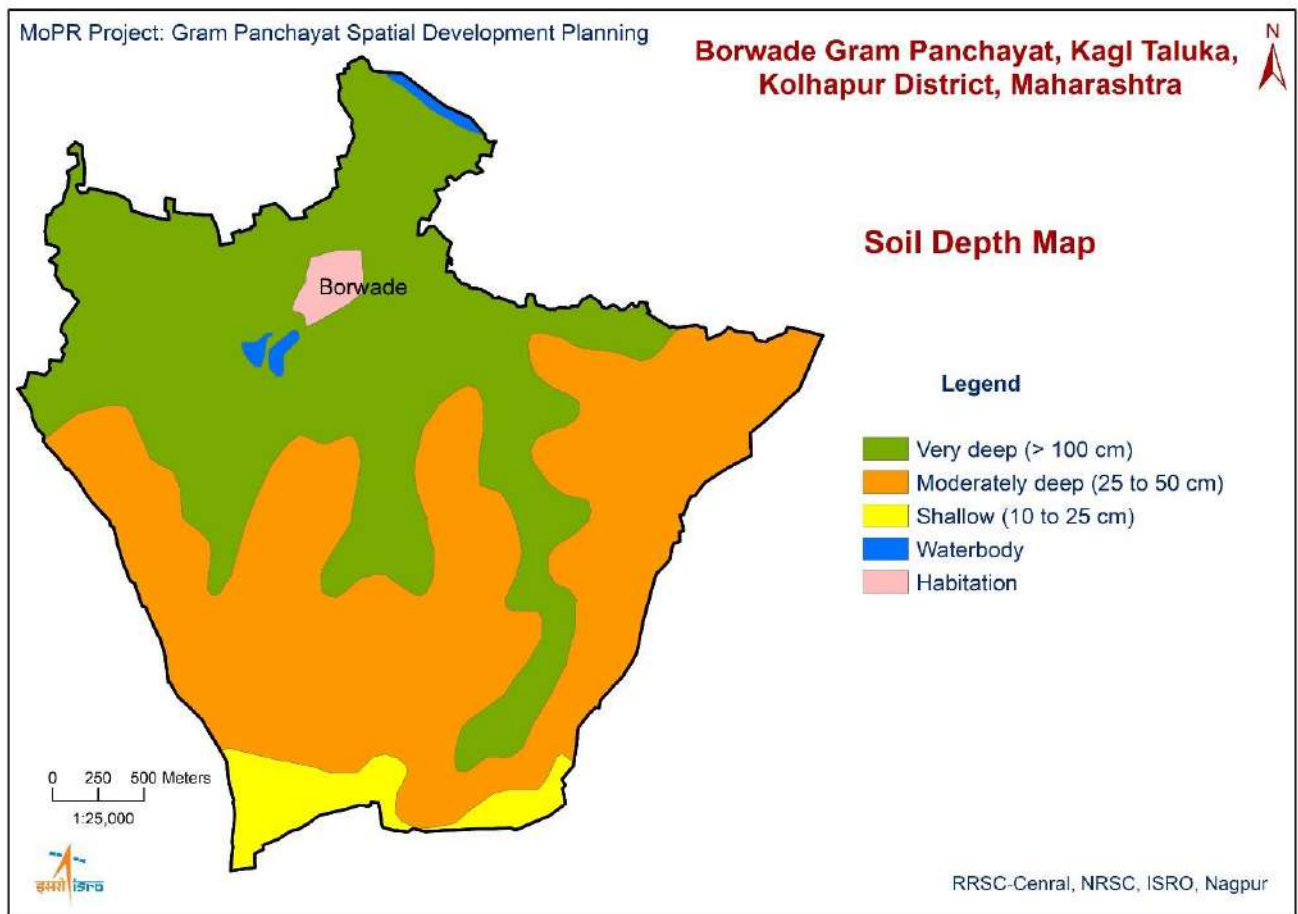 MoPR Project: Gram Panchayat Spatial Development Planning
Borwade Gram Panchayat, Kagl Taluka,
Kolhapur District, Maharashtra
N
Soil Depth Map
Borwade
Legend
Very deep (> 100 cm)
Moderately deep (25 to 50 cm)
Shallow (10 to 25 cm)
Waterbody
Habitation
0 250 500 Meters
1:25,000
इसरो isro
RRSC-Cenral, NRSC, ISRO, Nagpur